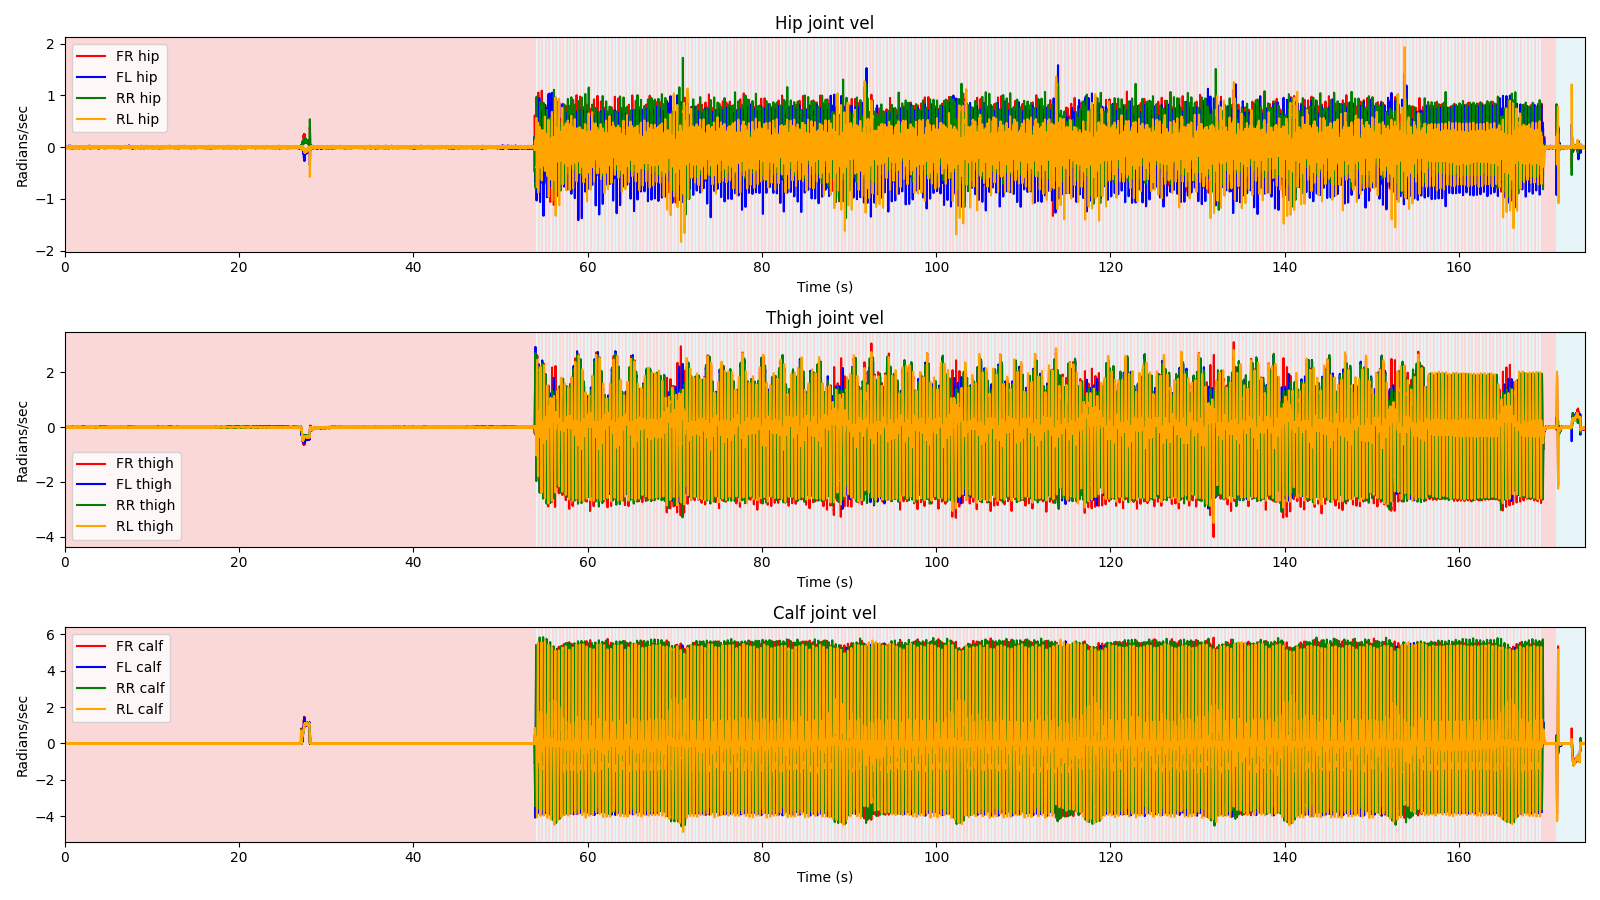 Hip joint vel
2
1
0
−1
−2
Radians/sec
FR hip
FL hip
RR hip
RL hip
0 20 40 60 80 100 120 140 160
Time (s)
Thigh joint vel
2
0
−2
−4
Radians/sec
FR thigh
FL thigh
RR thigh
RL thigh
0 20 40 60 80 100 120 140 160
Time (s)
Calf joint vel
6
4
2
0
−2
−4
Radians/sec
FR calf
FL calf
RR calf
RL calf
0 20 40 60 80 100 120 140 160
Time (s)